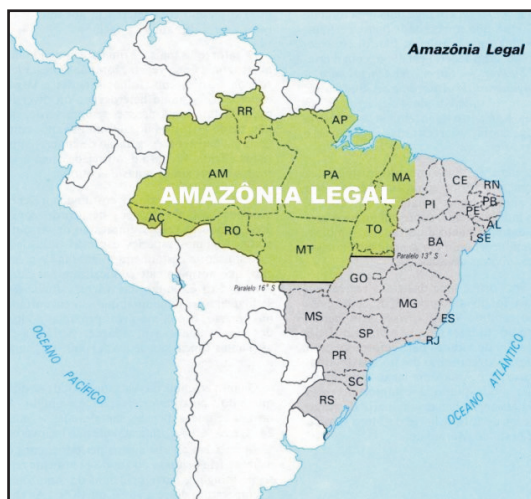 Amazônia Legal
RR
AP
AM
PA
MA
CE
RN
AMAZÔNIA LEGAL
PI
PB
PE
AC
AL
RO
TO
SE
MT
BA
Paralelo 13° S
GO
Paralelo 16° S
MG
MS
ES
SP
RJ
PR
SC
RS
OCEANO PACÍFICO
OCEANO ATLÂNTICO